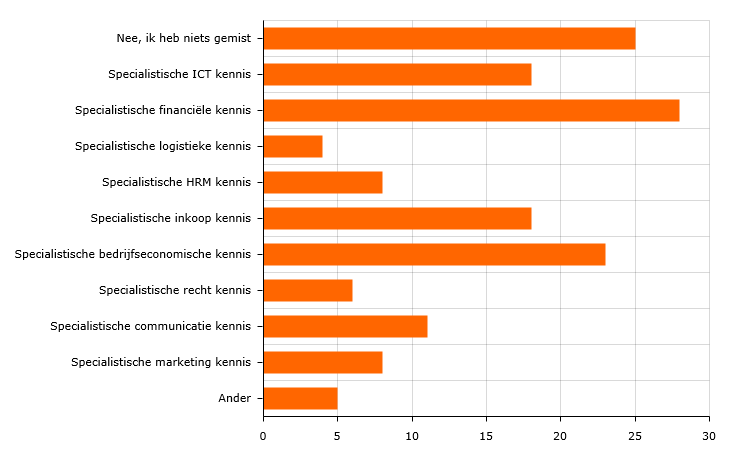 Nee, ik heb niets gemist
Specialistische ICT kennis
Specialistische financiële kennis
Specialistische logistieke kennis
Specialistische HRM kennis
Specialistische inkoop kennis
Specialistische bedrijfseconomische kennis
Specialistische recht kennis
Specialistische communicatie kennis
Specialistische marketing kennis
Ander
0 5 10 15 20 25 30